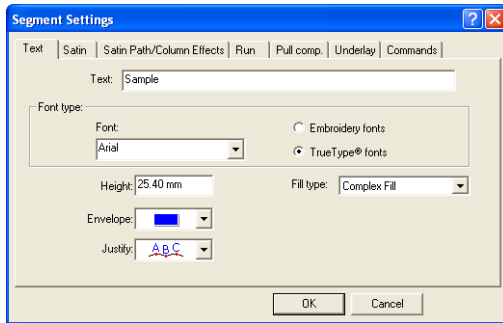 Segment Settings
Text Satin Satin Path/Column Effects Run Pull comp. Underlay Commands
Text: Sample
Font type:
Font:
Embroidery fonts
Arial
TrueType® fonts
Height: 25.40 mm
Fill type: Complex Fill
Envelope:
Justify: ABC
OK Cancel